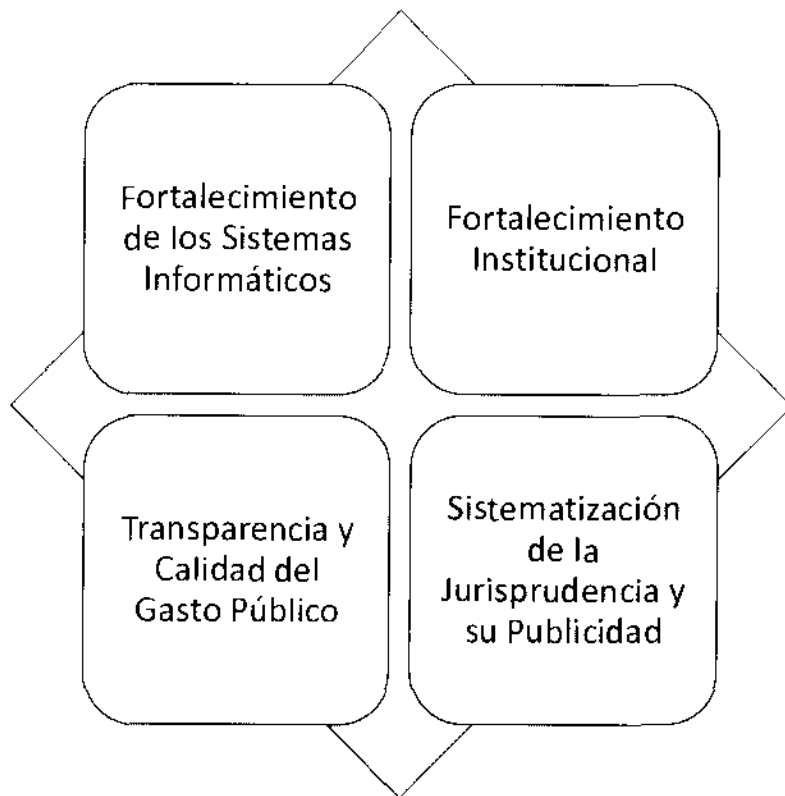 Fortalecimiento
de los Sistemas
Informáticos
Fortalecimiento
Institucional
Transparencia y
Calidad del
Gasto Público
Sistematización
de la
Jurisprudencia y
su Publicidad